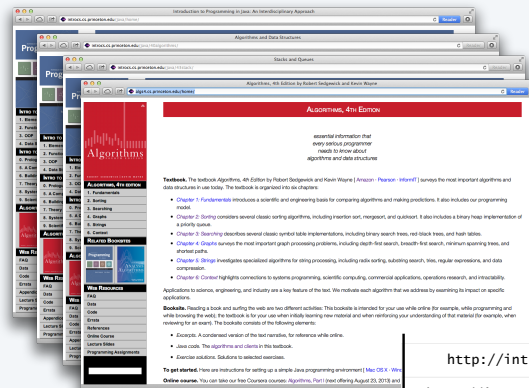 Introduction to Programming in Java: An Interdisciplinary Approach
introcs.cs.princeton.edu/java/home/
Reader
Algorithms and Data Structures
introcs.cs.princeton.edu/java/40algorithms/
Stacks and Queues
introcs.cs.princeton.edu/java/43stack/
Algorithms, 4th Edition by Robert Sedgewick and Kevin Wayne
algs4.cs.princeton.edu/home/
Reader
Algorithms
ROBERT SEDGEWICK | KEVIN WAYNE
ALGORITHMS, 4TH EDITION
1. Fundamentals
2. Sorting
3. Searching
4. Graphs
5. Strings
6. Context
RELATED BOOKSITES
WEB RESOURCES
FAQ
Data
Code
Errata
References
Online Course
Lecture Slides
Programming Assignments
ALGORITHMS, 4TH EDITION
essential information that
every serious programmer
needs to know about
algorithms and data structures
Textbook. The textbook Algorithms, 4th Edition by Robert Sedgewick and Kevin Wayne [ Amazon · Pearson · InformIT ] surveys the most important algorithms and
data structures in use today. The textbook is organized into six chapters:
• Chapter 1: Fundamentals introduces a scientific and engineering basis for comparing algorithms and making predictions. It also includes our programming
model.
• Chapter 2: Sorting considers several classic sorting algorithms, including insertion sort, mergesort, and quicksort. It also includes a binary heap implementation of
a priority queue.
• Chapter 3: Searching describes several classic symbol table implementations, including binary search trees, red-black trees, and hash tables.
• Chapter 4: Graphs surveys the most important graph processing problems, including depth-first search, breadth-first search, minimum spanning trees, and
shortest paths.
• Chapter 5: Strings investigates specialized algorithms for string processing, including radix sorting, substring search, tries, regular expressions, and data
compression.
• Chapter 6: Context highlights connections to systems programming, scientific computing, commercial applications, operations research, and intractability.
Applications to science, engineering, and industry are a key feature of the text. We motivate each algorithm that we address by examining its impact on specific
applications.
Booksite. Reading a book and surfing the web are two different activities: This booksite is intended for your use while online (for example, while programming and
while browsing the web); the textbook is for your use when initially learning new material and when reinforcing your understanding of that material (for example, when
reviewing for an exam). The booksite consists of the following elements:
• Excerpts. A condensed version of the text narrative, for reference while online.
• Java code. The algorithms and clients in this textbook.
• Exercise solutions. Solutions to selected exercises.
To get started. Here are instructions for setting up a simple Java programming environment [ Mac OS X ·
Online course. You can take our free Coursera courses: Algorithms, Part I (next offering August 23, 2013) and
http://int